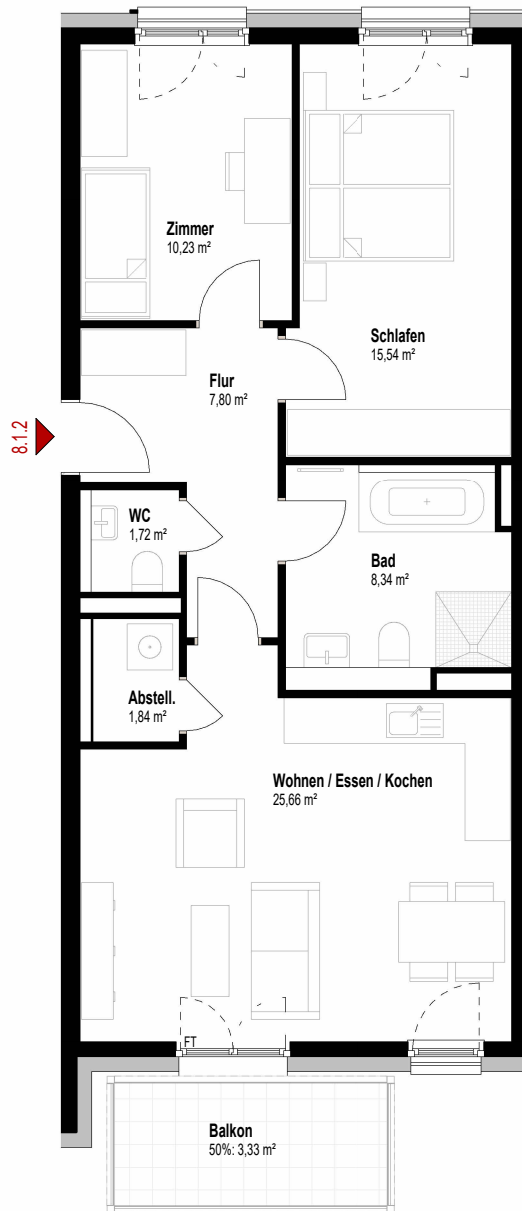 Zimmer
10,23 m²
Schlafen
15,54 m²
Flur
7,80 m²
8.1.2
WC
1,72 m²
Bad
8,34 m²
Abstell.
1,84 m²
Wohnen / Essen / Kochen
25,66 m²
FT
Balkon
50%: 3,33 m²